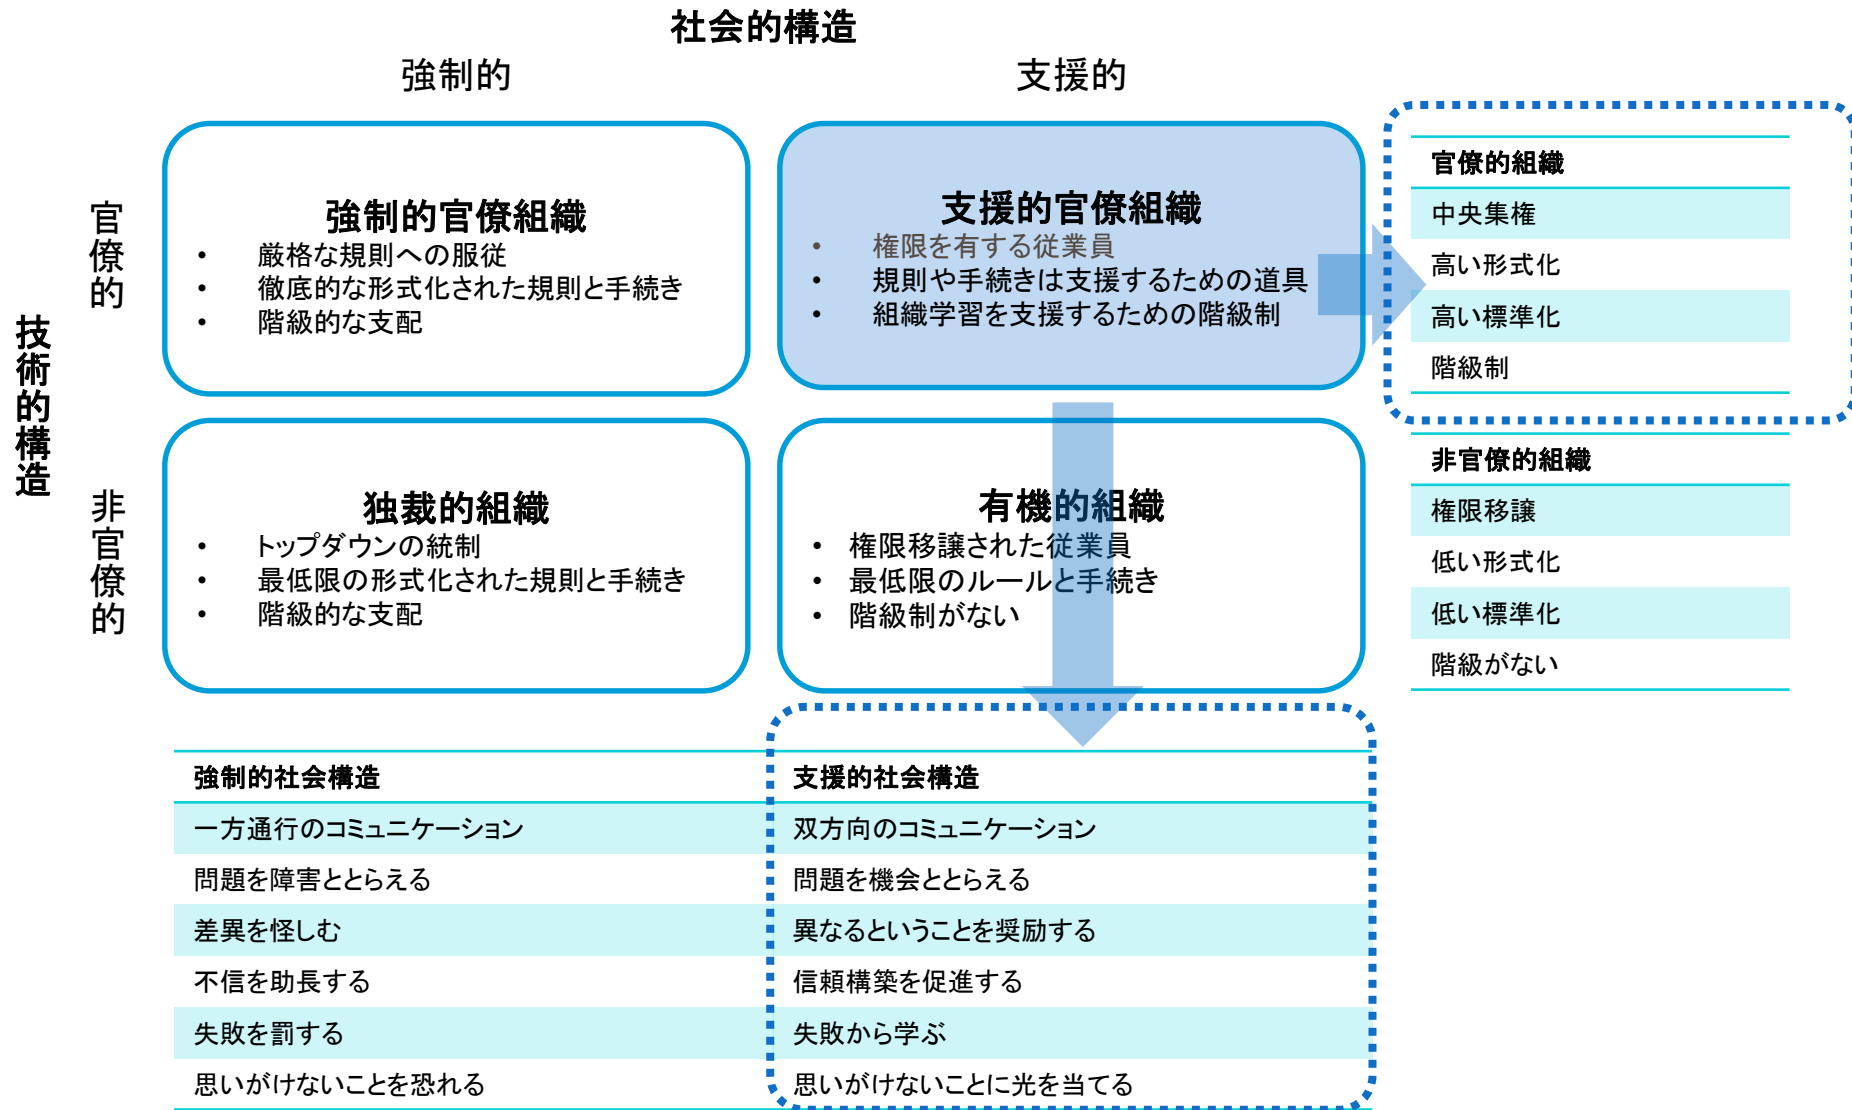 社会的構造
強制的
支援的
技術的構造
官僚的
強制的官僚組織
• 厳格な規則への服従
• 徹底的な形式化された規則と手続き
• 階級的な支配
支援的官僚組織
• 権限を有する従業員
• 規則や手続きは支援するための道具
• 組織学習を支援するための階級制
官僚的組織
中央集権
高い形式化
高い標準化
階級制
非官僚的
独裁的組織
• トップダウンの統制
• 最低限の形式化された規則と手続き
• 階級的な支配
有機的組織
• 権限移譲された従業員
• 最低限のルールと手続き
• 階級制がない
非官僚的組織
権限移譲
低い形式化
低い標準化
階級がない
強制的社会構造
一方通行のコミュニケーション
問題を障害ととらえる
差異を怪しむ
不信を助長する
失敗を罰する
思いがけないことを恐れる
支援的社会構造
双方向のコミュニケーション
問題を機会ととらえる
異なるということを奨励する
信頼構築を促進する
失敗から学ぶ
思いがけないことに光を当てる